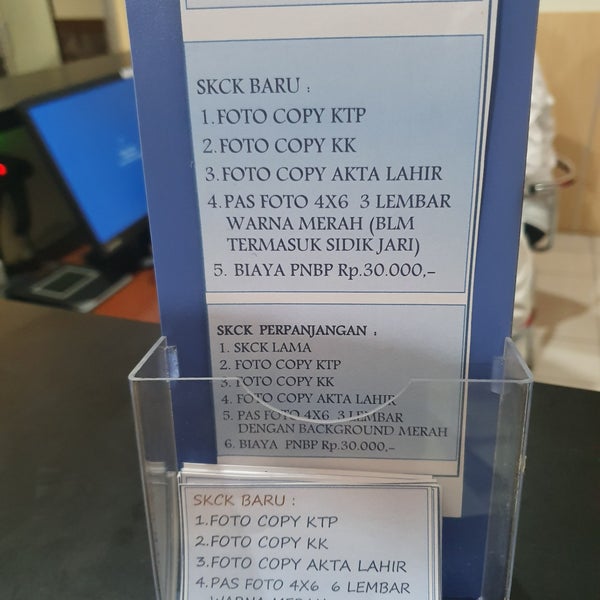 SKCK BARU :
1.FOTO COPY KTP
2.FOTO COPY KK
3.FOTO COPY AKTA LAHIR
4.PAS FOTO 4X6 3 LEMBAR
WARNA MERAH (BLM
TERMASUK SIDIK JARI)
5. BIAYA PNBP Rp.30.000,-
SKCK PERPANJANGAN :
1. SKCK LAMA
2. FOTO COPY KTP
3. FOTO COPY KK
4. FOTO COPY AKTA LAHIR
5. PAS FOTO 4X6 3 LEMBAR
DENGAN BACKGROUND MERAH
6. BIAYA PNBP Rp.30.000,-
SKCK BARU :
1.FOTO COPY KTP
2.FOTO COPY KK
3.FOTO COPY AKTA LAHIR
4.PAS FOTO 4X6 6 LEMBAR